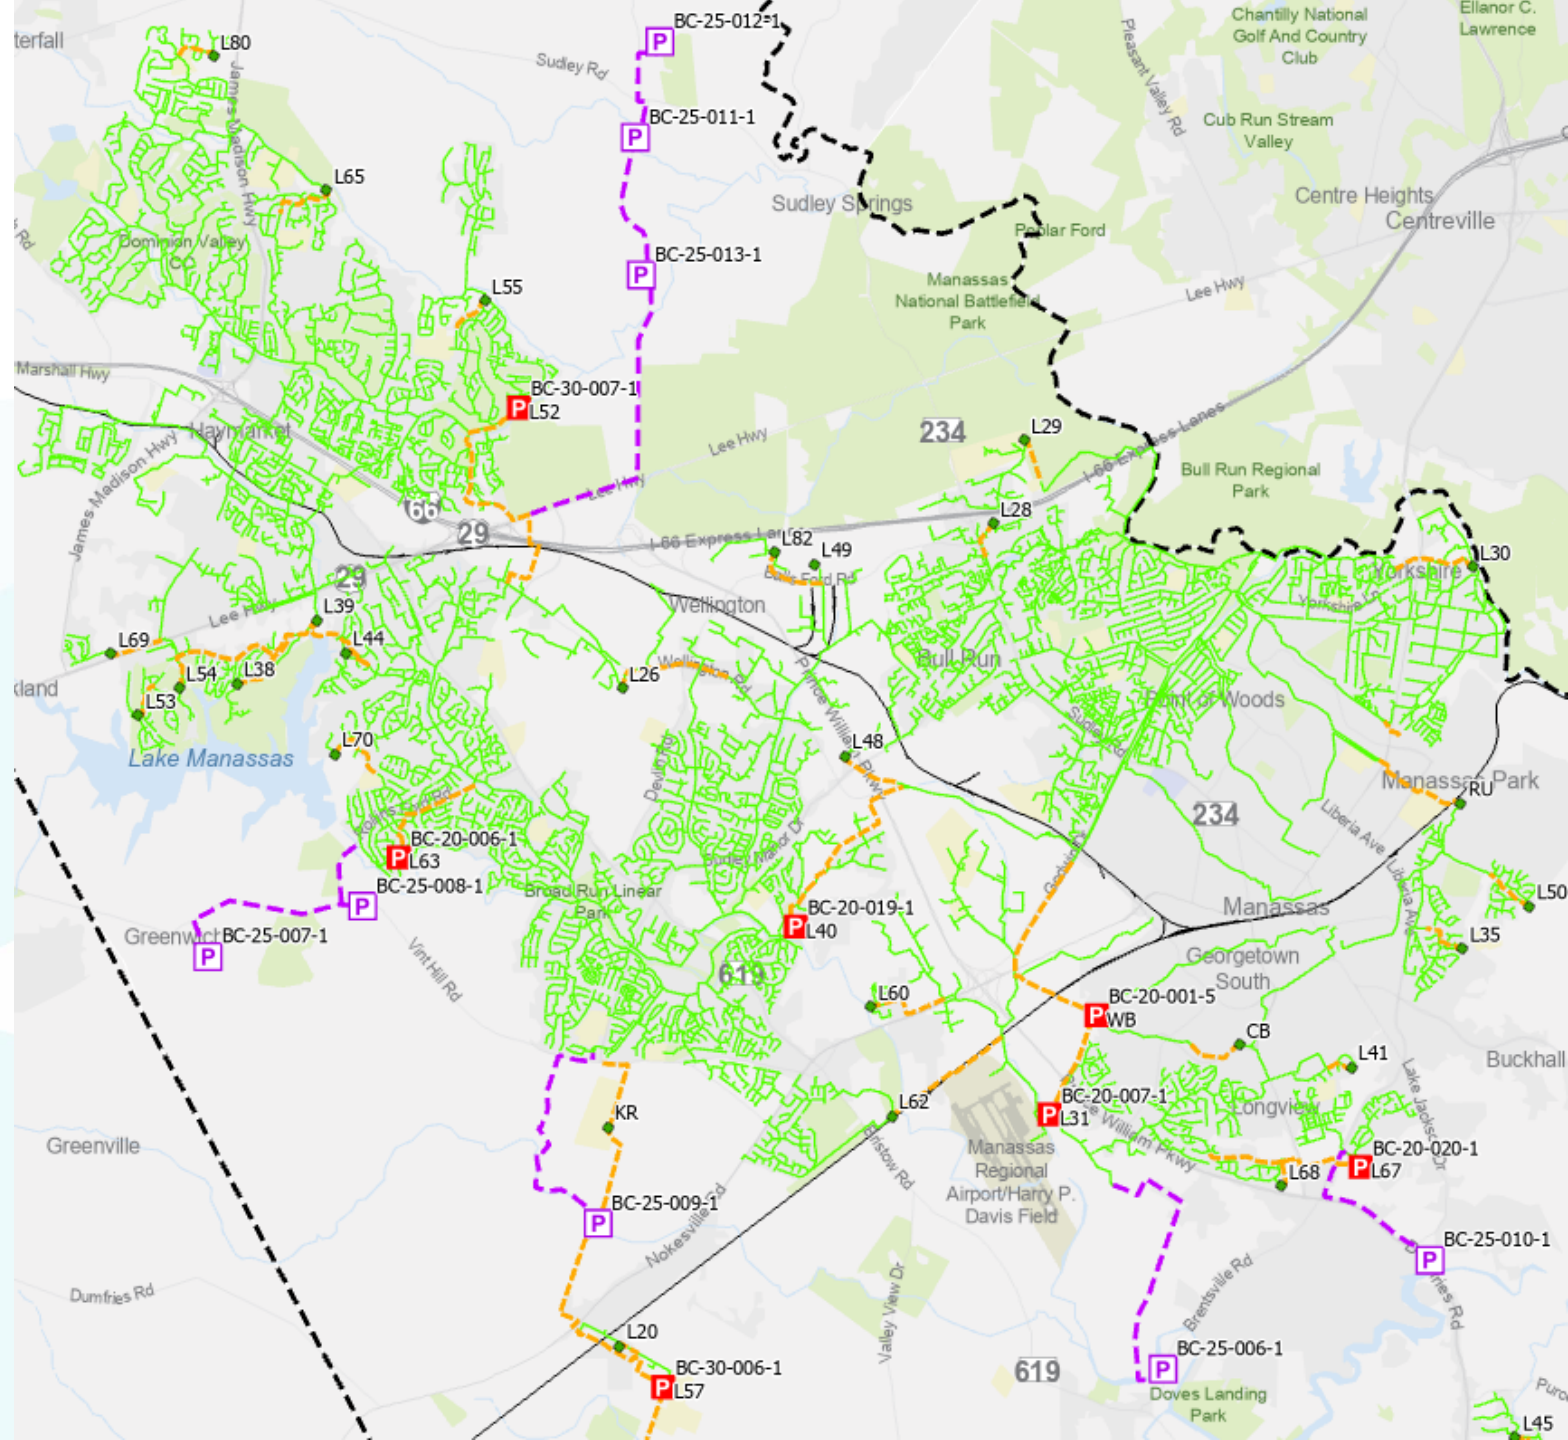 BC-25-012-1
P
Chantilly National
Golf And Country
Club
Ellanor C.
Lawrence
terfall
L80
Sudley Rd
James Madison Hwy
Pleasant Valley Rd
BC-25-011-1
P
Cub Run Stream
Valley
L65
Sudley Springs
Centre Heights
Centreville
Poplar Ford
Dominion Valley
CC
BC-25-013-1
P
Manassas
National Battlefield
Park
Lee Hwy
L55
Marshall Hwy
BC-30-007-1
P
L52
Haymarket
James Madison Hwy
Lee Hwy
234
L29
I-66 Express Lanes
Bull Run Regional
Park
Lee Hwy
66
29
I-66 Express Lanes
L28
L82
L49
Balls Ford Rd
L30
Yorkshire
Yorkshire Ln
29
Lee Hwy
L39
Wellington
L69
L44
L54
L38
L53
kland
L26
Wellington Rd
Bull Run
Prince William Pkwy
Point of Woods
Sudley Rd
Lake Manassas
L70
Devlin Rd
L48
Manassas Park
RU
Rollins Ford Rd
234
Liberia Ave
BC-20-006-1
P
L63
Sudley Manor Dr
Godwin Dr
Liberia Ave
BC-25-008-1
P
Broad Run Linear
Park
BC-20-019-1
P
L40
Manassas
L50
L35
Greenwich
BC-25-007-1
P
Vint Hill Rd
619
Georgetown
South
L60
BC-20-001-5
P
WB
CB
L41
Buckhall
KR
L62
BC-20-007-1
P
L31
Longview
Lake Jackson Dr
Prince William Pkwy
Greenville
Bristow Rd
Manassas
Regional
Airport/Harry P.
Davis Field
BC-20-020-1
P
L67
L68
BC-25-009-1
P
Nokesville Rd
BC-25-010-1
P
Dumfries Rd
Dumfries Rd
Valley View Dr
Brentsville Rd
L20
BC-30-006-1
P
L57
619
BC-25-006-1
P
Doves Landing
Park
L45